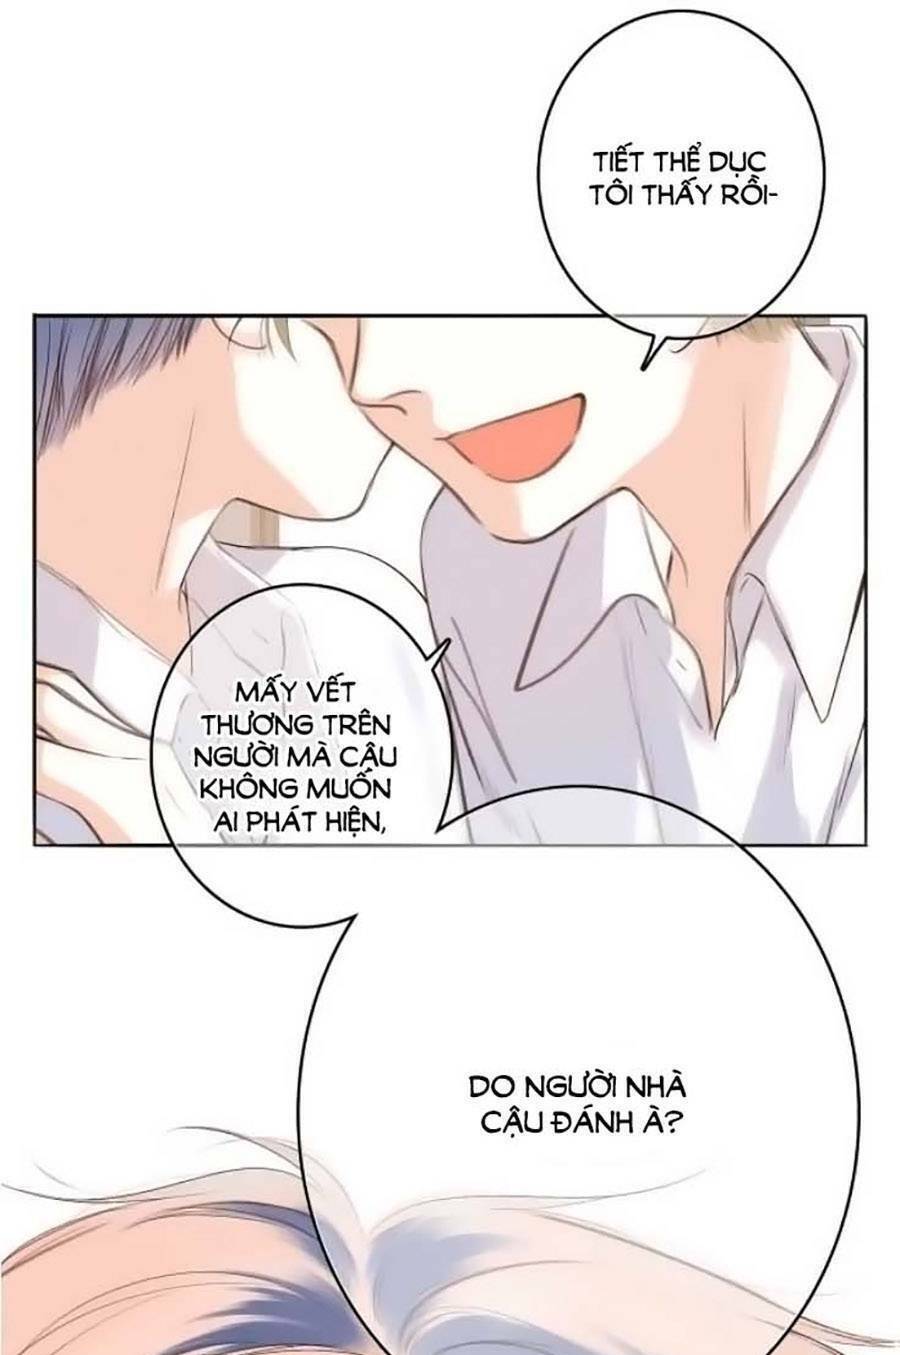 TIẾT THỂ DỤC
TÔI THẤY RỒI-
MẤY VẾT
THƯƠNG TRÊN
NGƯỜI MÀ CẬU
KHÔNG MUỐN
AI PHÁT HIỆN,
DO NGƯỜI NHÀ
CẬU ĐÁNH À?